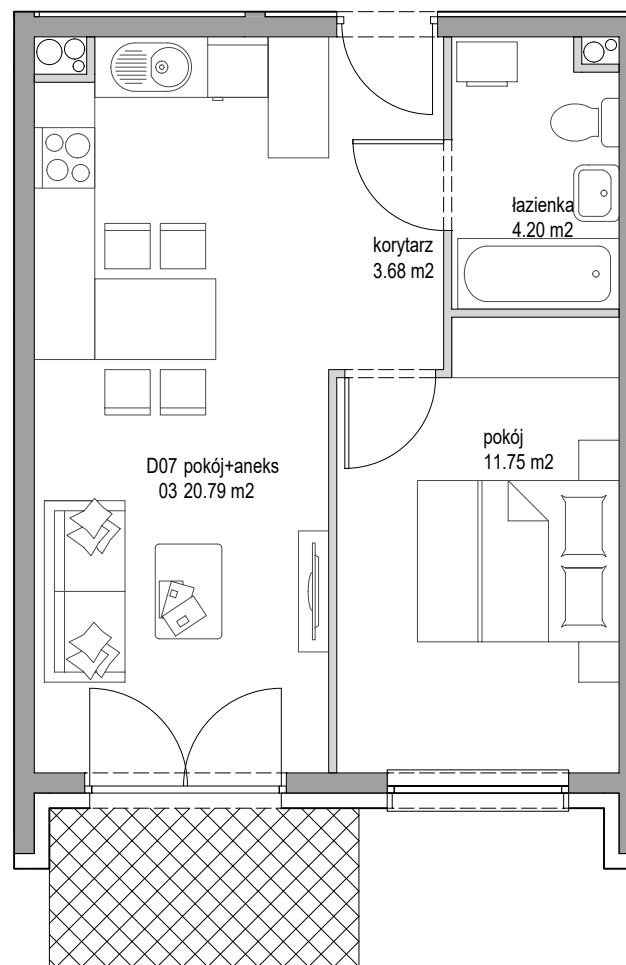 łazienka
4.20 m2
korytarz
3.68 m2
pokój
11.75 m2
D07 pokój+aneks
03 20.79 m2